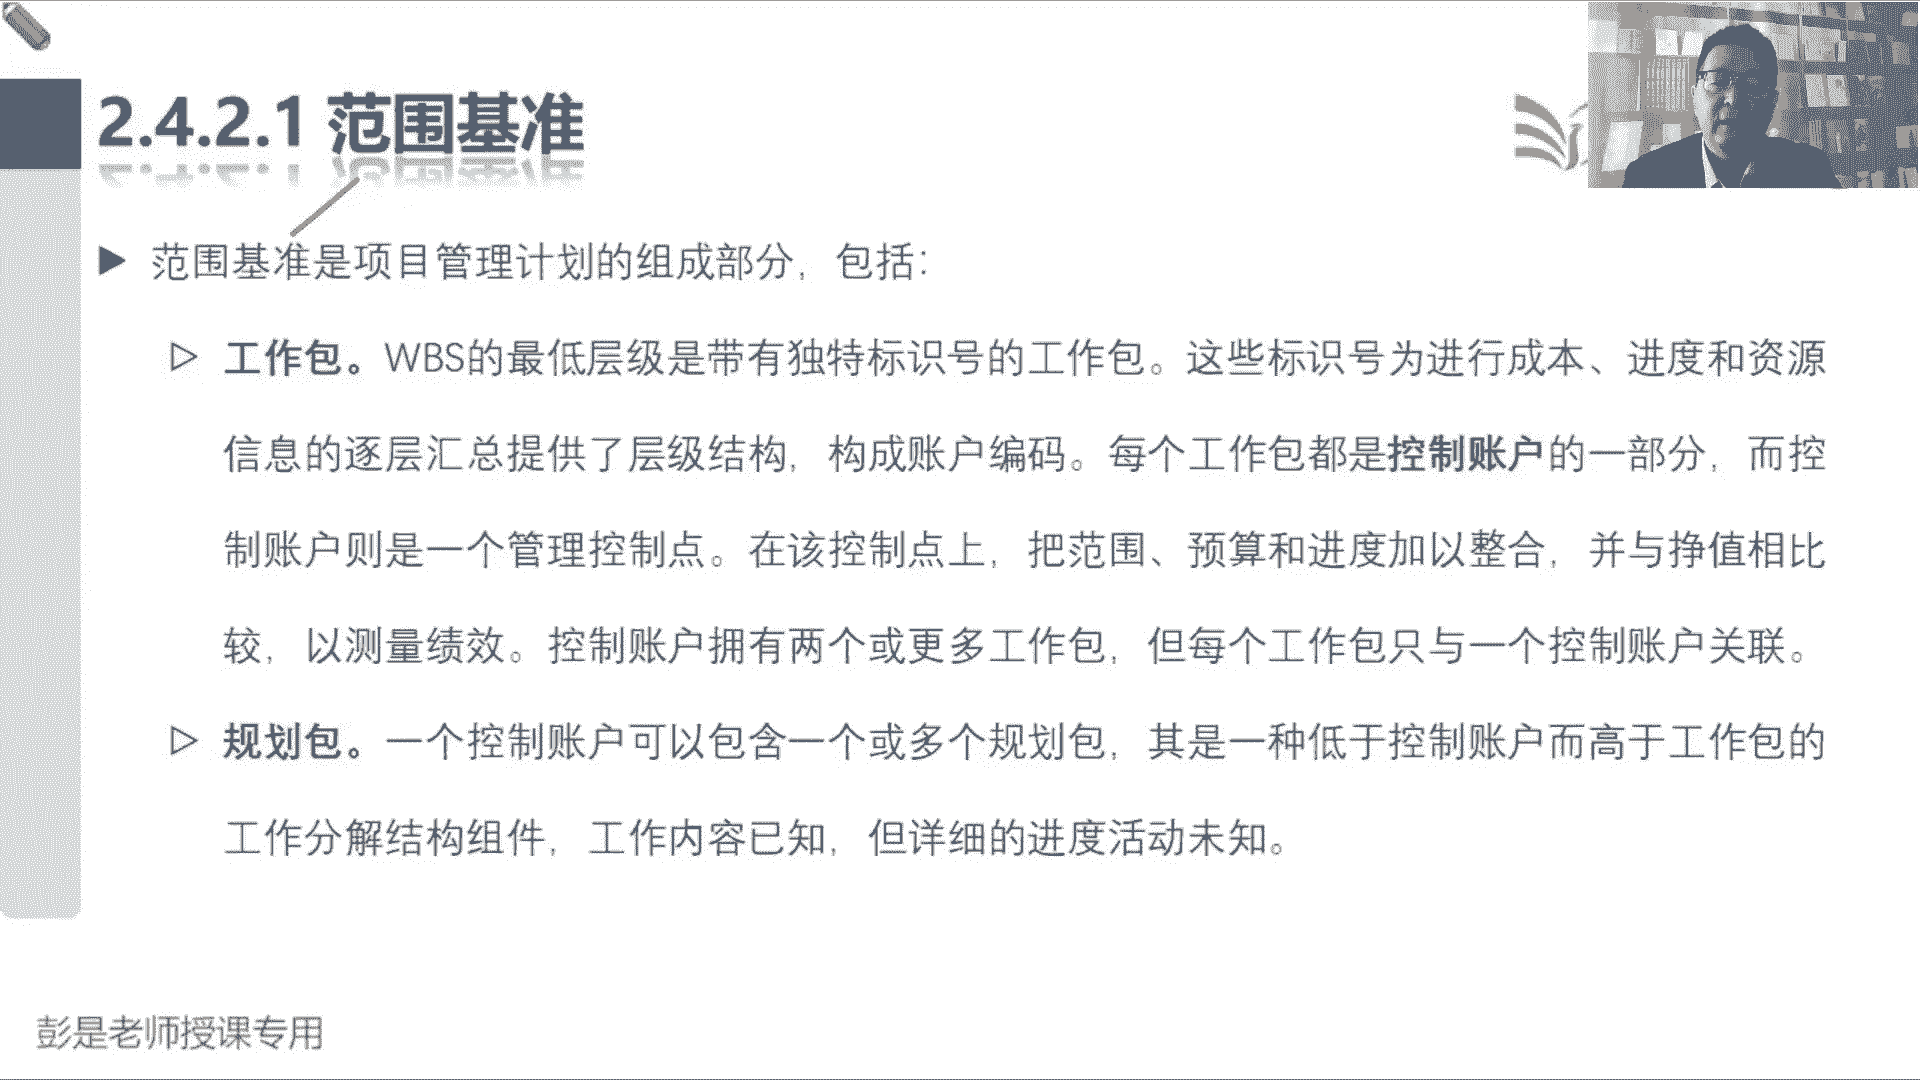 2.4.2.1 范围基准
范围基准是项目管理计划的组成部分，包括：
工作包。WBS的最低层级是带有独特标识号的工作包。这些标识号为进行成本、进度和资源
信息的逐层汇总提供了层级结构，构成账户编码。每个工作包都是控制账户的一部分，而控
制账户则是一个管理控制点。在该控制点上，把范围、预算和进度加以整合，并与挣值相比
较，以测量绩效。控制账户拥有两个或更多工作包，但每个工作包只与一个控制账户关联。
规划包。一个控制账户可以包含一个或多个规划包，其是一种低于控制账户而高于工作包的
工作分解结构组件，工作内容已知，但详细的进度活动未知。
彭是老师授课专用